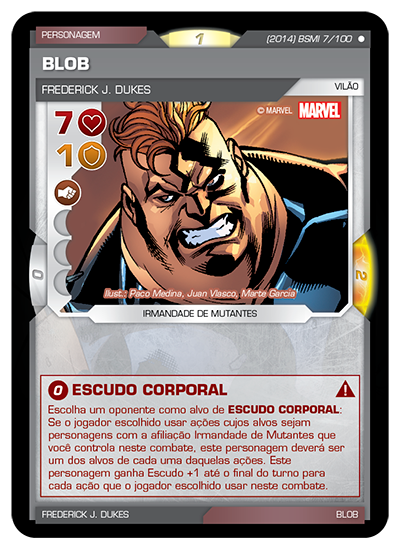 PERSONAGEM
1
(2014) BSMI 7/100 ●
BLOB
FREDERICK J. DUKES
VILÃO
7
© MARVEL MARVEL
1
0
2
Ilust.: Paco Medina, Juan Vlasco, Marte Garcia
IRMANDADE DE MUTANTES
0 ESCUDO CORPORAL
Escolha um oponente como alvo de ESCUDO CORPORAL:
Se o jogador escolhido usar ações cujos alvos sejam
personagens com a afiliação Irmandade de Mutantes que
você controla neste combate, este personagem deverá ser
um dos alvos de cada uma daquelas ações. Este
personagem ganha Escudo +1 até o final do turno para
cada ação que o jogador escolhido usar neste combate.
FREDERICK J. DUKES
BLOB